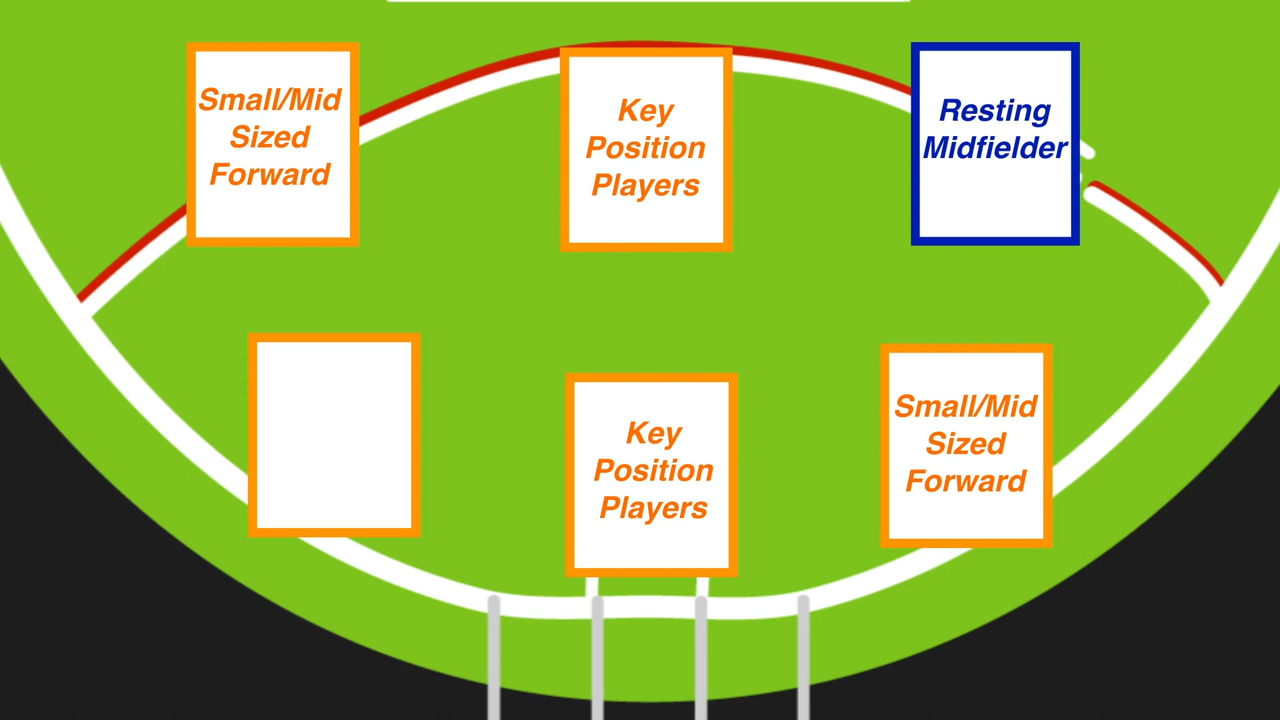 Small/Mid
Sized
Forward
Key
Position
Players
Resting
Midfielder
Key
Position
Players
Small/Mid
Sized
Forward